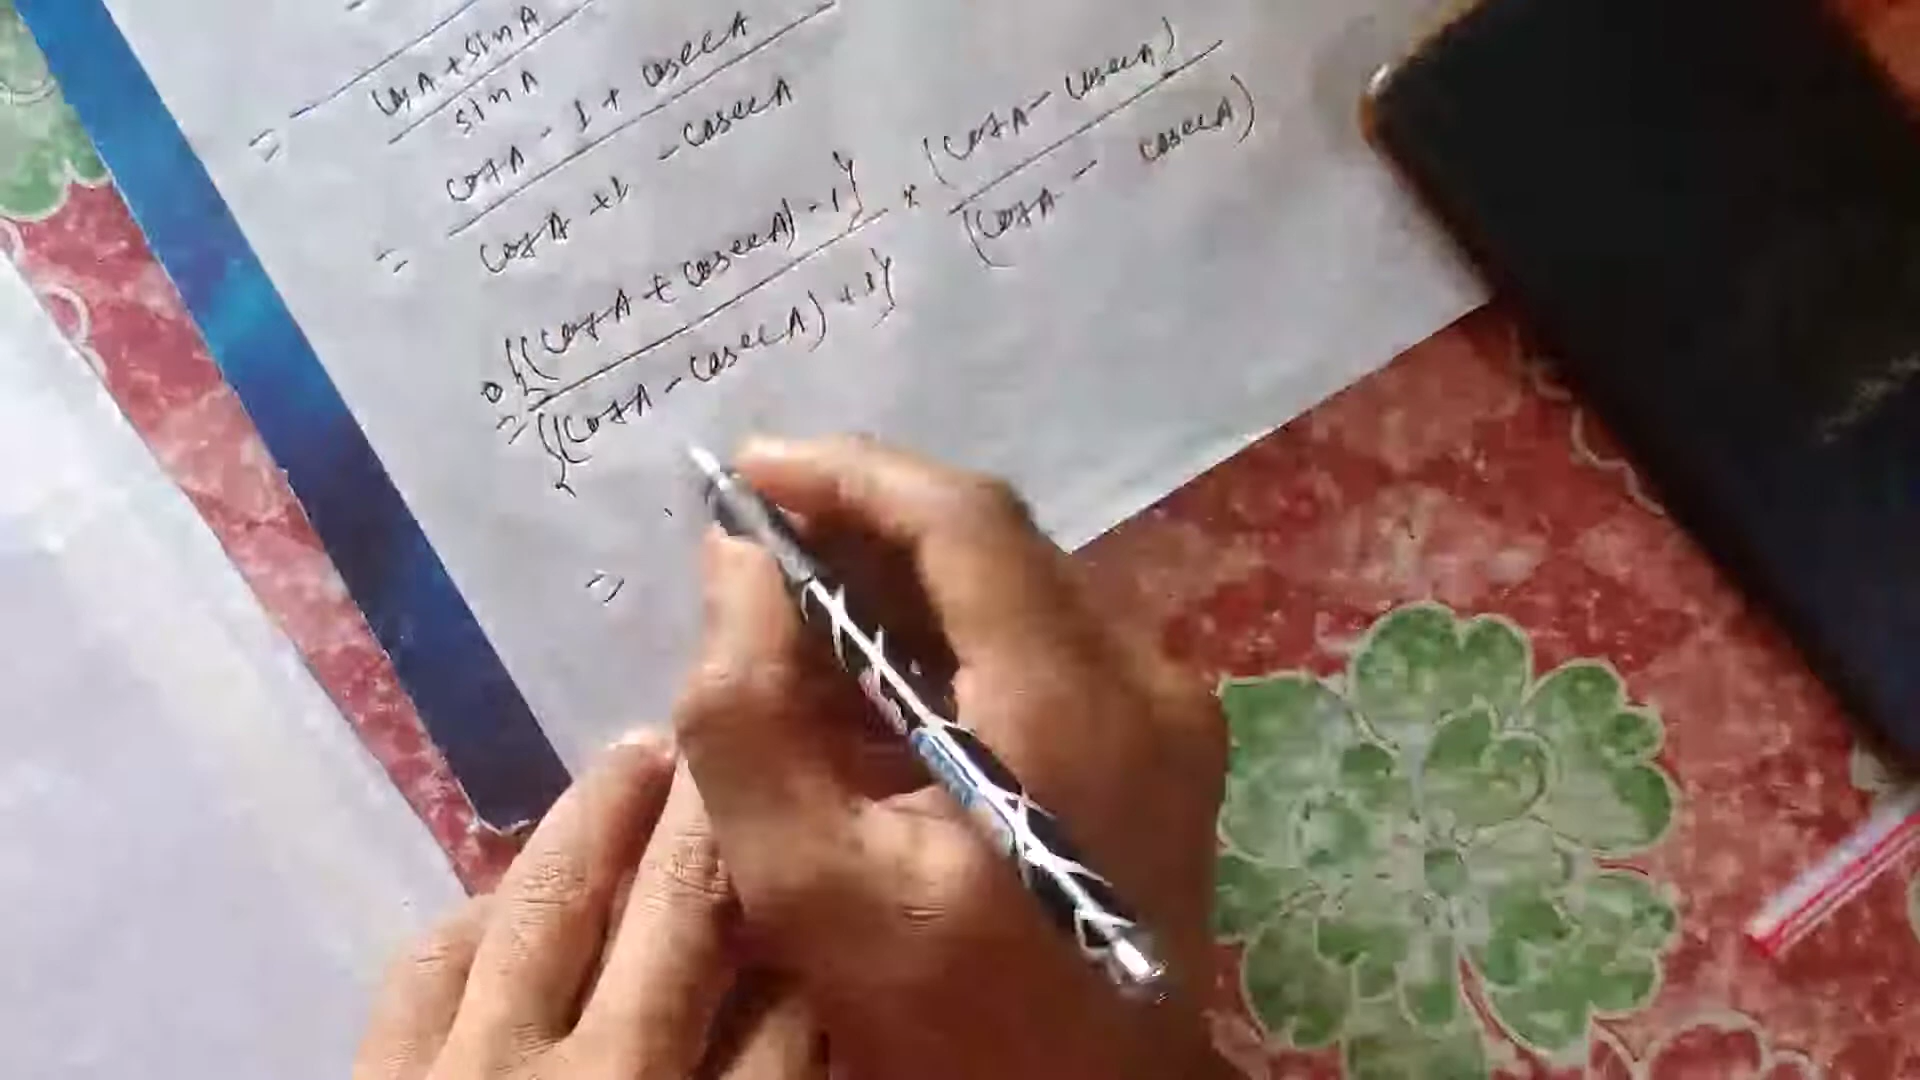 = cosA + sinA
sinA
= cotA - 1 + cosecA
cotA + 1 - cosecA
= {(cotA + cosecA) - 1} × (cotA - cosecA)
{(cotA - cosecA) + 1} (cotA - cosecA)
=